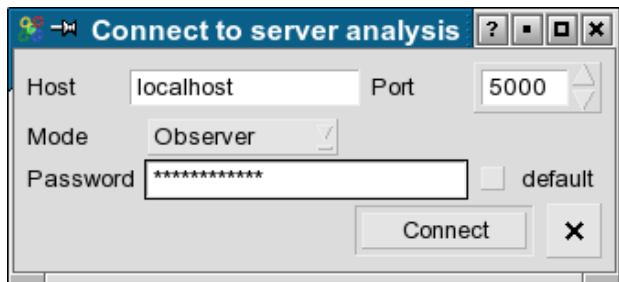 Connect to server analysis ?
Host localhost Port 5000
Mode Observer
Password ************ default
Connect